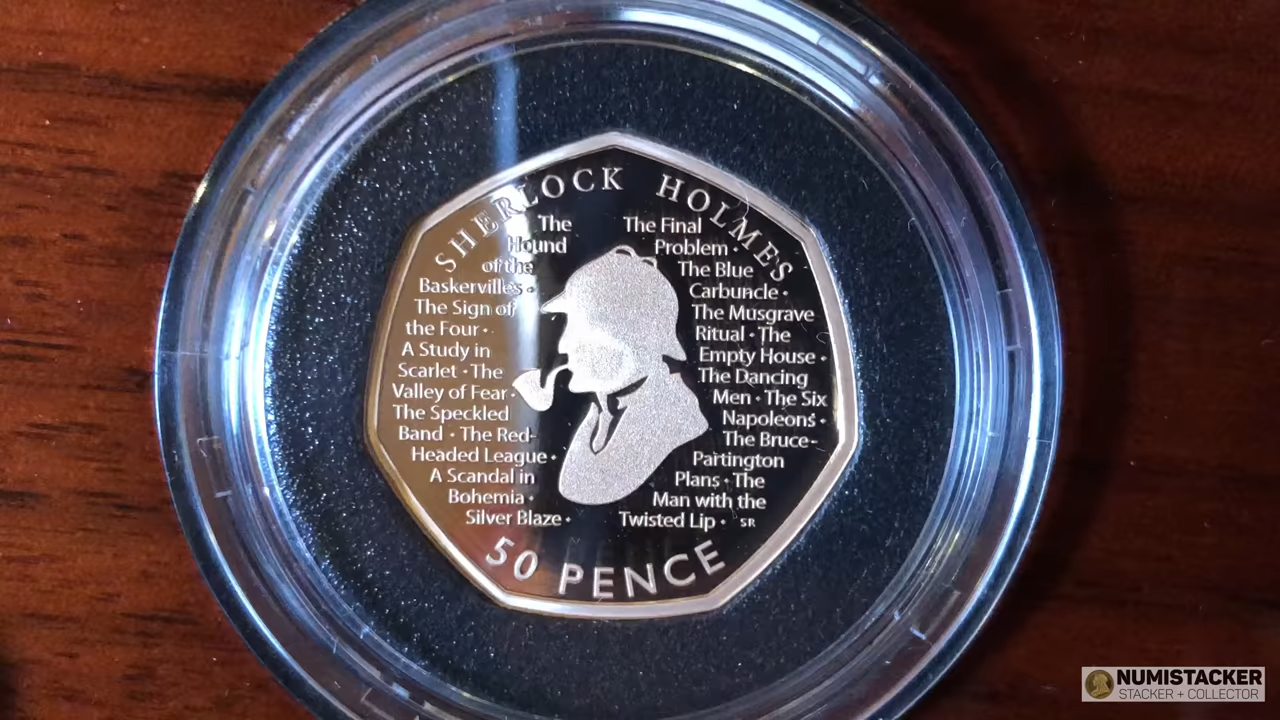 SHERLOCK HOLMES
The
Hound
of the
Baskervilles •
The Sign of
the Four •
A Study in
Scarlet • The
Valley of Fear •
The Speckled
Band • The Red-
Headed League •
A Scandal in
Bohemia •
Silver Blaze •
The Final
Problem •
The Blue
Carbuncle •
The Musgrave
Ritual • The
Empty House •
The Dancing
Men • The Six
Napoleons •
The Bruce-
Partington
Plans • The
Man with the
Twisted Lip • SR
50 PENCE
NUMISTACKER
STACKER + COLLECTOR